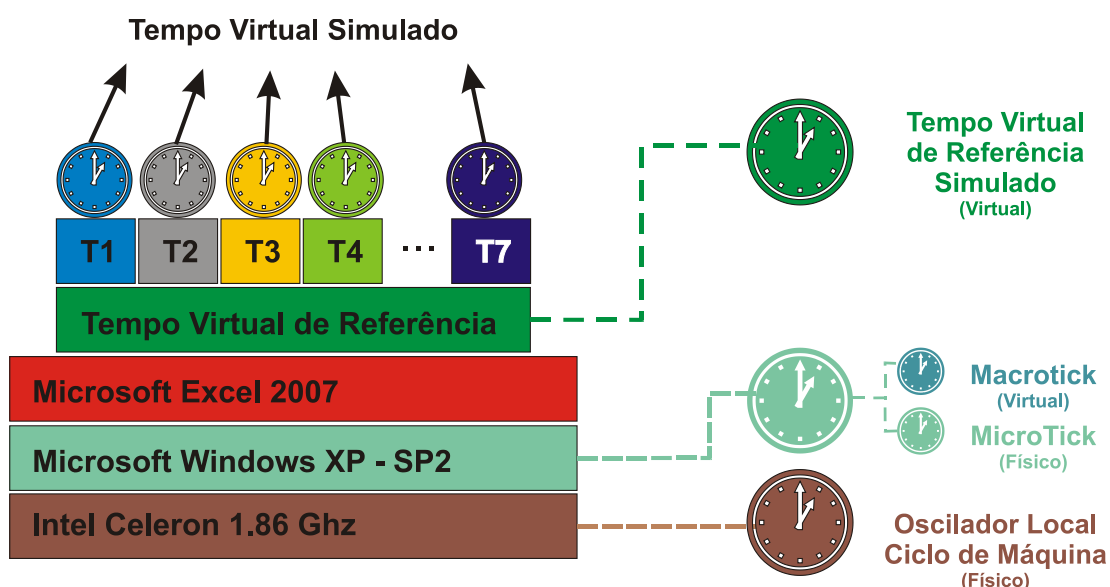 Tempo Virtual Simulado
T1
T2
T3
T4
...
T7
Tempo Virtual de Referência
Microsoft Excel 2007
Microsoft Windows XP - SP2
Intel Celeron 1.86 Ghz
Tempo Virtual
de Referência
Simulado
(Virtual)
Macrotick
(Virtual)
MicroTick
(Físico)
Oscilador Local
Ciclo de Máquina
(Físico)